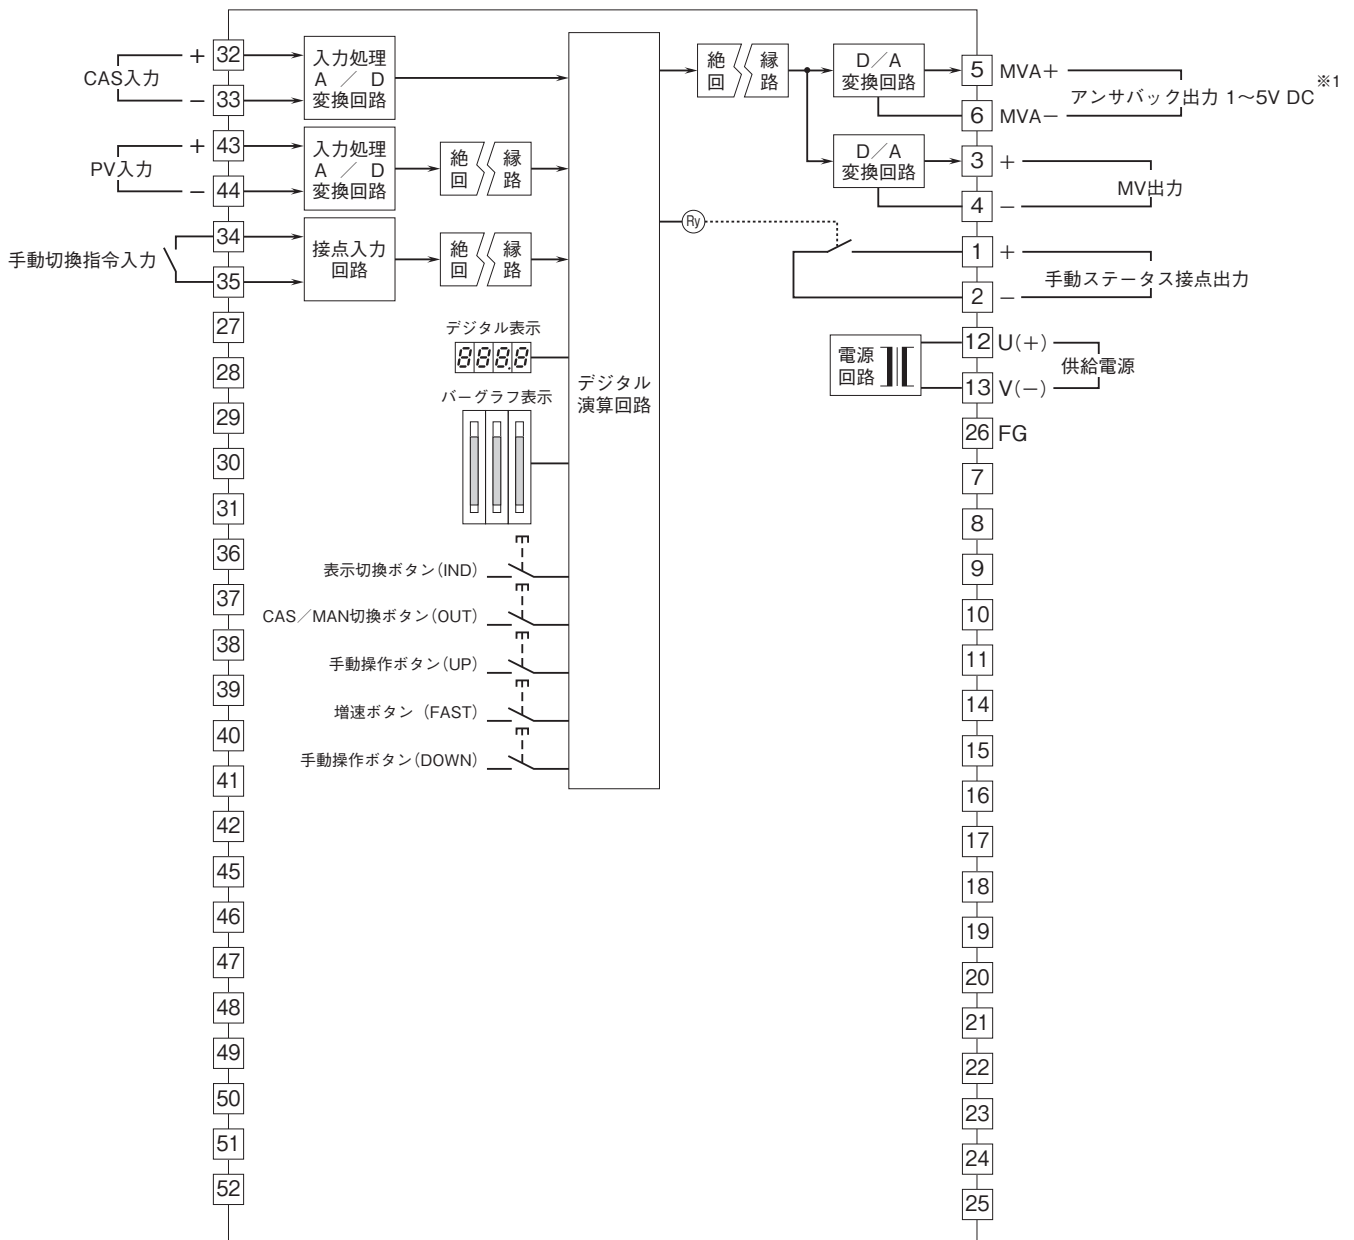 CAS入力
+ 32
− 33
入力処理
A ／ D
変換回路
PV入力
+ 43
− 44
入力処理
A ／ D
変換回路
絶 縁
回 路
手動切換指令入力
34
35
接点入力
回路
絶 縁
回 路
27
28
29
30
31
36
37
38
39
40
41
42
45
46
47
48
49
50
51
52
デジタル表示
8888
バーグラフ表示
表示切換ボタン(IND)
CAS／MAN切換ボタン(OUT)
手動操作ボタン(UP)
増速ボタン (FAST)
手動操作ボタン(DOWN)
デジタル
演算回路
絶 縁
回 路
D／A
変換回路
5 MVA+
6 MVA−
アンサバック出力 1〜5V DC ※1
D／A
変換回路
3 +
4 −
MV出力
Ry
1 +
2 −
手動ステータス接点出力
電源
回路
12 U(+)
13 V(−)
供給電源
26 FG
7
8
9
10
11
14
15
16
17
18
19
20
21
22
23
24
25